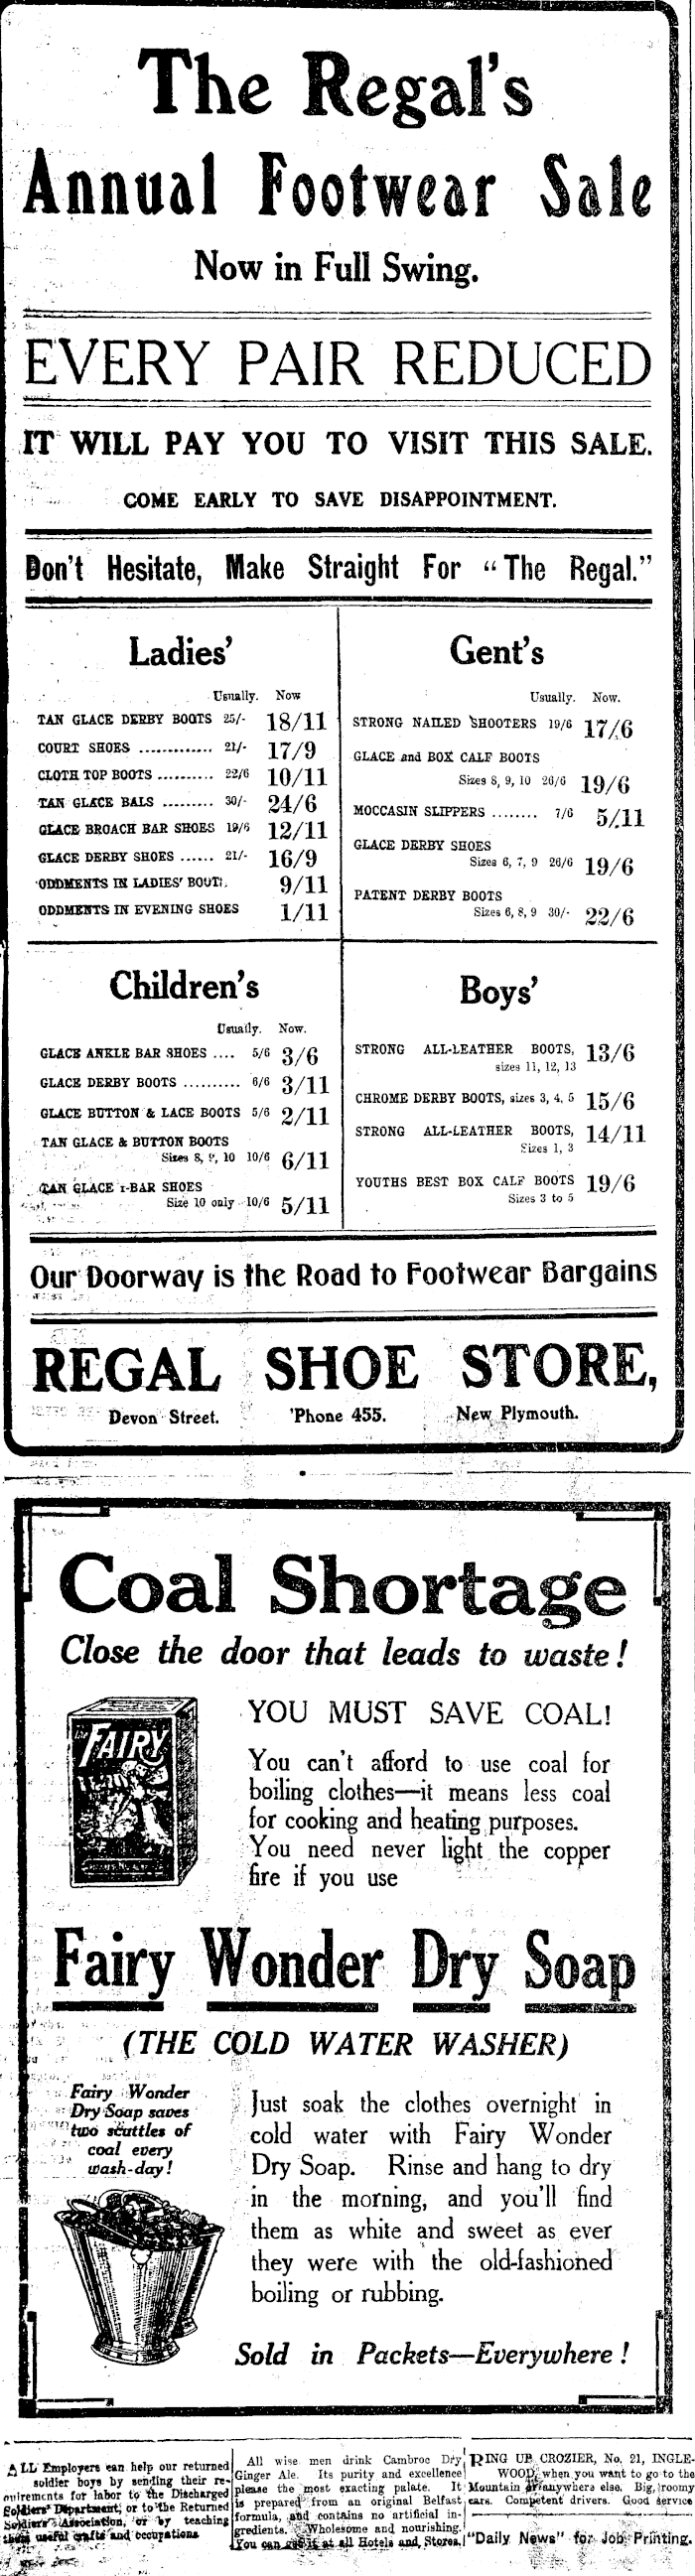 The Regal's
Annual Footwear Sale
Now in Full Swing.
EVERY PAIR REDUCED
IT WILL PAY YOU TO VISIT THIS SALE.
COME EARLY TO SAVE DISAPPOINTMENT.
Don't Hesitate, Make Straight For "The Regal."
Ladies'
Usually. Now
TAN GLACE DERBY BOOTS 25/- 18/11
COURT SHOES ............. 21/- 17/9
CLOTH TOP BOOTS .......... 22/6 10/11
TAN GLACE BALS ......... 30/- 24/6
GLACE BROACH BAR SHOES 19/6 12/11
GLACE DERBY SHOES ...... 21/- 16/9
ODDMENTS IN LADIES' 9/11
ODDMENTS IN EVENING SHOES 1/11
Gent's
Usually. Now.
STRONG NAILED SHOOTERS 19/6 17/6
GLACE and BOX CALF BOOTS
Sizes 8, 9, 10 26/6 19/6
MOCCASIN SLIPPERS ........ 7/6 5/11
GLACE DERBY SHOES
Sizes 6, 7, 9 26/6 19/6
PATENT DERBY BOOTS
Sizes 6, 8, 9 30/- 22/6
Children's
Usually. Now.
GLACE ANKLE BAR SHOES .... 5/6 3/6
GLACE DERBY BOOTS .......... 6/6 3/11
GLACE BUTTON & LACE BOOTS 5/6 2/11
TAN GLACE & BUTTON BOOTS
Sizes 8, 9, 10 10/6 6/11
TAN GLACE 1-BAR SHOES
Size 10 only 10/6 5/11
Boys'
STRONG ALL-LEATHER BOOTS, 13/6
sizes 11, 12, 13
CHROME DERBY BOOTS, sizes 3, 4, 5 15/6
STRONG ALL-LEATHER BOOTS, 14/11
Sizes 1, 3
YOUTHS BEST BOX CALF BOOTS 19/6
Sizes 3 to 5
Our Doorway is the Road to Footwear Bargains
REGAL SHOE STORE,
Devon Street. 'Phone 455. New Plymouth.
Coal Shortage
Close the door that leads to waste!
FAIRY
YOU MUST SAVE COAL!
You can't afford to use coal for
boiling clothes—it means less coal
for cooking and heating purposes.
You need never light the copper
fire if you use
Fairy Wonder Dry Soap
(THE COLD WATER WASHER)
Fairy Wonder
Dry Soap saves
two scuttles of
coal every
wash-day!
Just soak the clothes overnight in
cold water with Fairy Wonder
Dry Soap. Rinse and hang to dry
in the morning, and you'll find
them as white and sweet as ever
they were with the old-fashioned
boiling or rubbing.
Sold in Packets—Everywhere!
ALL Employers can help our returned
soldier boys by sending their re-
quirements for labor to the Discharged
Soldiers' Department, or to the Returned
Soldiers' Association, or by teaching
them useful crafts and occupations
All wise men drink Cambroc Dry
Ginger Ale. Its purity and excellence
please the most exacting palate. It
is prepared from an original Belfast
formula, and contains no artificial in-
gredients. Wholesome and nourishing.
You can get it at all Hotels and Stores.
RING UP CROZIER, No. 21, INGLE-
WOOD, when you want to go to the
Mountain or anywhere else. Big, roomy
cars. Competent drivers. Good service
"Daily News" for Job Printing.